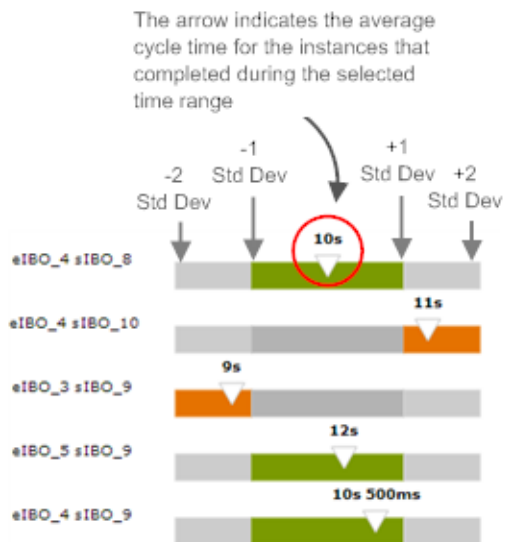 The arrow indicates the average
cycle time for the instances that
completed during the selected
time range
-2
Std Dev
-1
Std Dev
+1
Std Dev
+2
Std Dev
10s
eIBO_4 sIBO_8
11s
eIBO_4 sIBO_10
9s
eIBO_3 sIBO_9
12s
eIBO_5 sIBO_9
10s 500ms
eIBO_4 sIBO_9